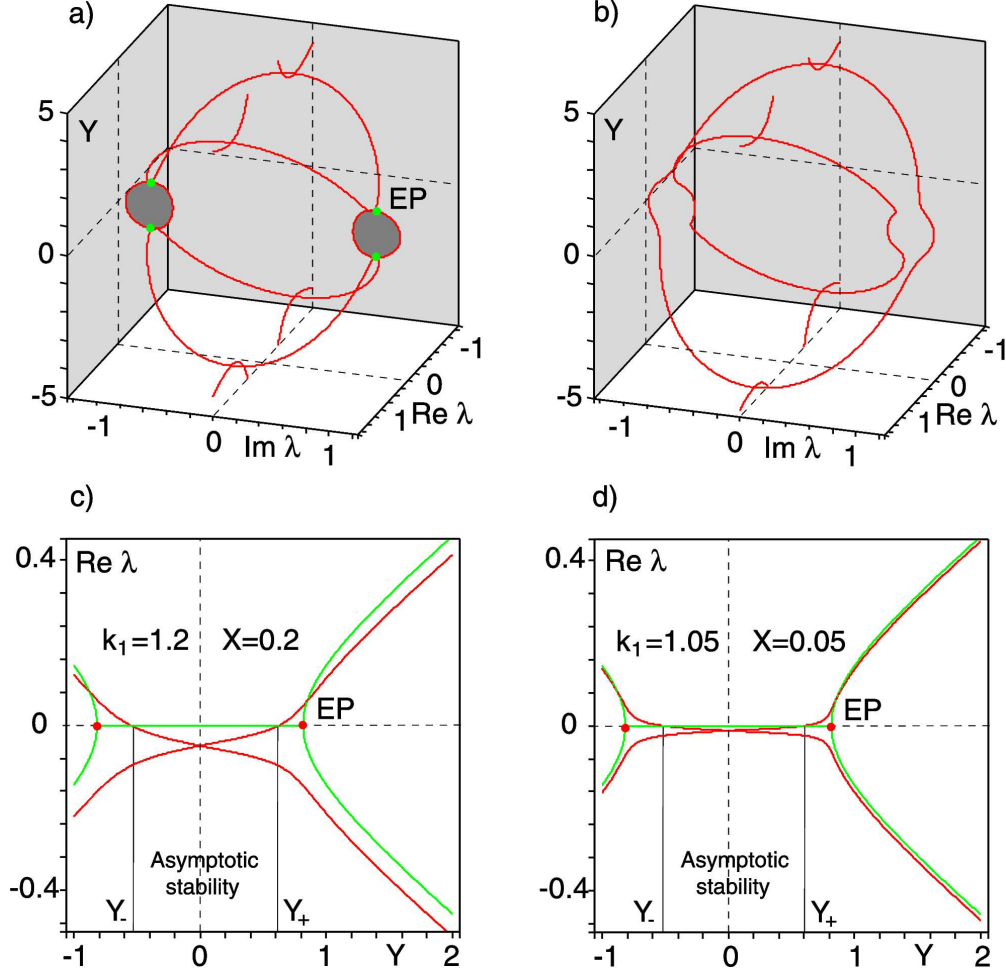 a)
b)
5
Y
EP
0
-5
-1
0
Im λ
1
1
Re λ
0
-1
5
Y
0
-5
-1
0
Im λ
1
1
Re λ
0
-1
c)
d)
0.4
Re λ
k1=1.2 X=0.2
EP
0
Asymptotic
stability
-0.4
Y- Y+
-1 0 1 Y 2
0.4
Re λ
k1=1.05 X=0.05
EP
0
Asymptotic
stability
-0.4
Y- Y+
-1 0 1 Y 2